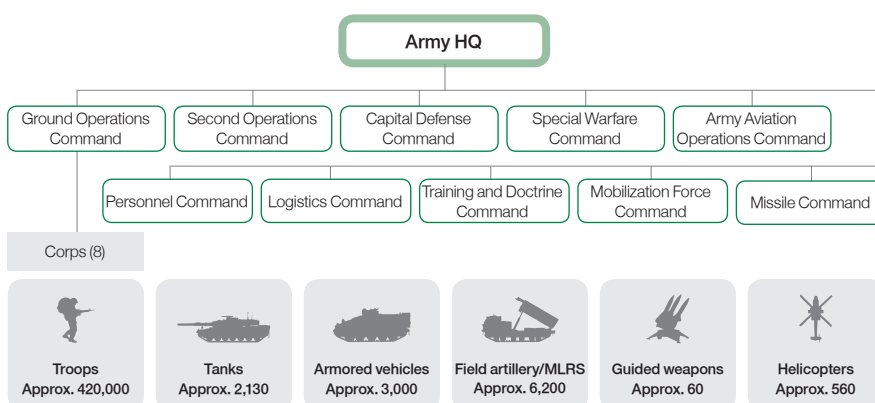 Army HQ
Ground Operations
Command
Second Operations
Command
Capital Defense
Command
Special Warfare
Command
Army Aviation
Operations Command
Personnel Command
Logistics Command
Training and Doctrine
Command
Mobilization Force
Command
Missile Command
Corps (8)
Troops
Approx. 420,000
Tanks
Approx. 2,130
Armored vehicles
Approx. 3,000
Field artillery/MLRS
Approx. 6,200
Guided weapons
Approx. 60
Helicopters
Approx. 560